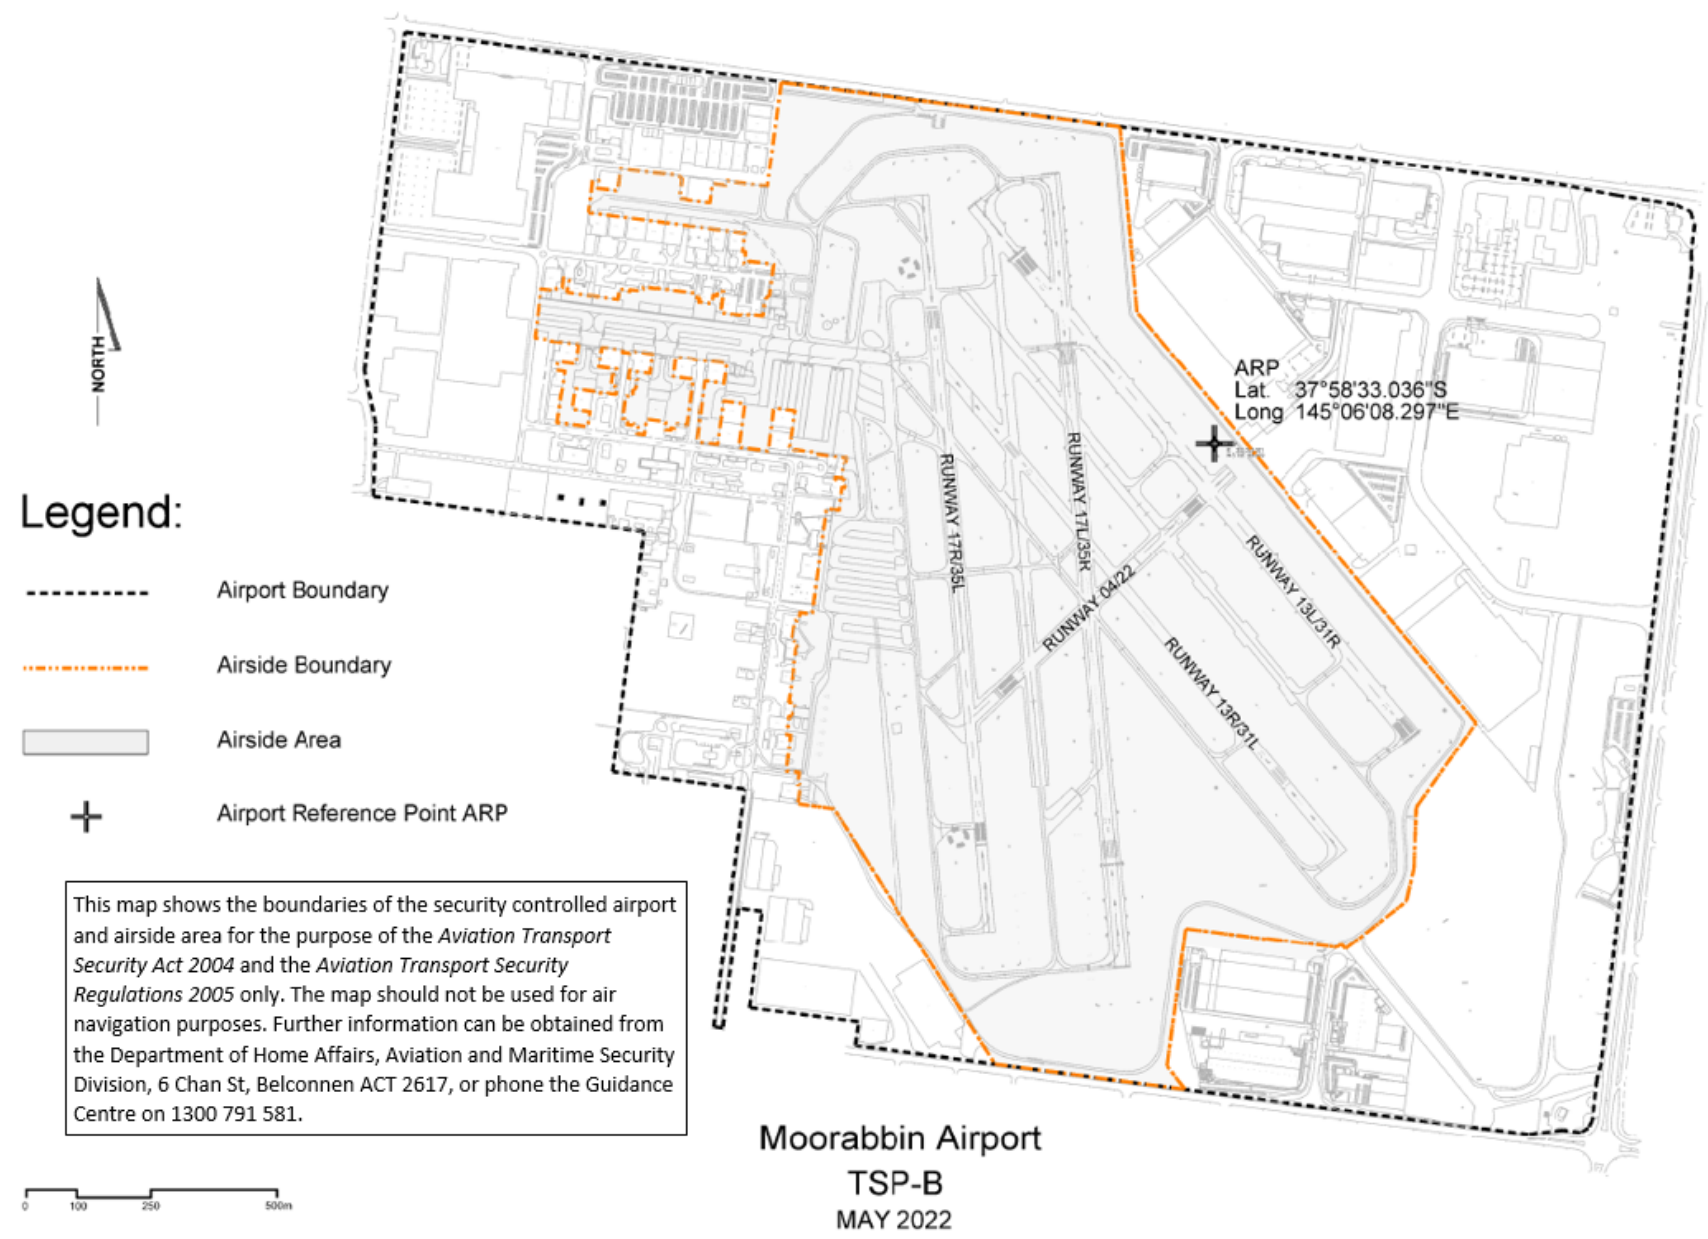 ARP
Lat. 37°58'33.036"S
Long 145°06'08.297"E
NORTH
RUNWAY 17R/35L
RUNWAY 17L/35R
RUNWAY 04/22
RUNWAY 13L/31R
RUNWAY 13R/31L
Legend:
Airport Boundary
Airside Boundary
Airside Area
Airport Reference Point ARP
This map shows the boundaries of the security controlled airport
and airside area for the purpose of the Aviation Transport
Security Act 2004 and the Aviation Transport Security
Regulations 2005 only. The map should not be used for air
navigation purposes. Further information can be obtained from
the Department of Home Affairs, Aviation and Maritime Security
Division, 6 Chan St, Belconnen ACT 2617, or phone the Guidance
Centre on 1300 791 581.
0 100 250 500m
Moorabbin Airport
TSP-B
MAY 2022